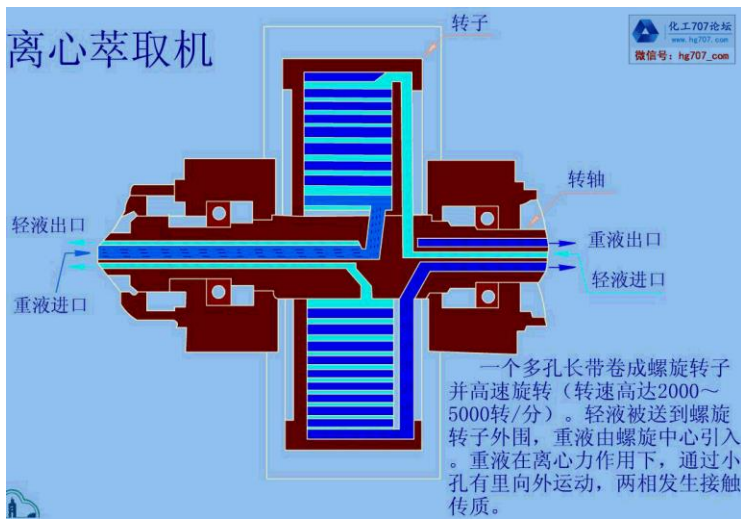 离心萃取机
转子
化工707论坛
www.hg707.com
微信号：hg707_com
转轴
轻液出口
重液进口
重液出口
轻液进口
一个多孔长带卷成螺旋转子
并高速旋转（转速高达2000～
5000转/分）。轻液被送到螺旋
转子外围，重液由螺旋中心引入
。重液在离心力作用下，通过小
孔有里向外运动，两相发生接触
传质。